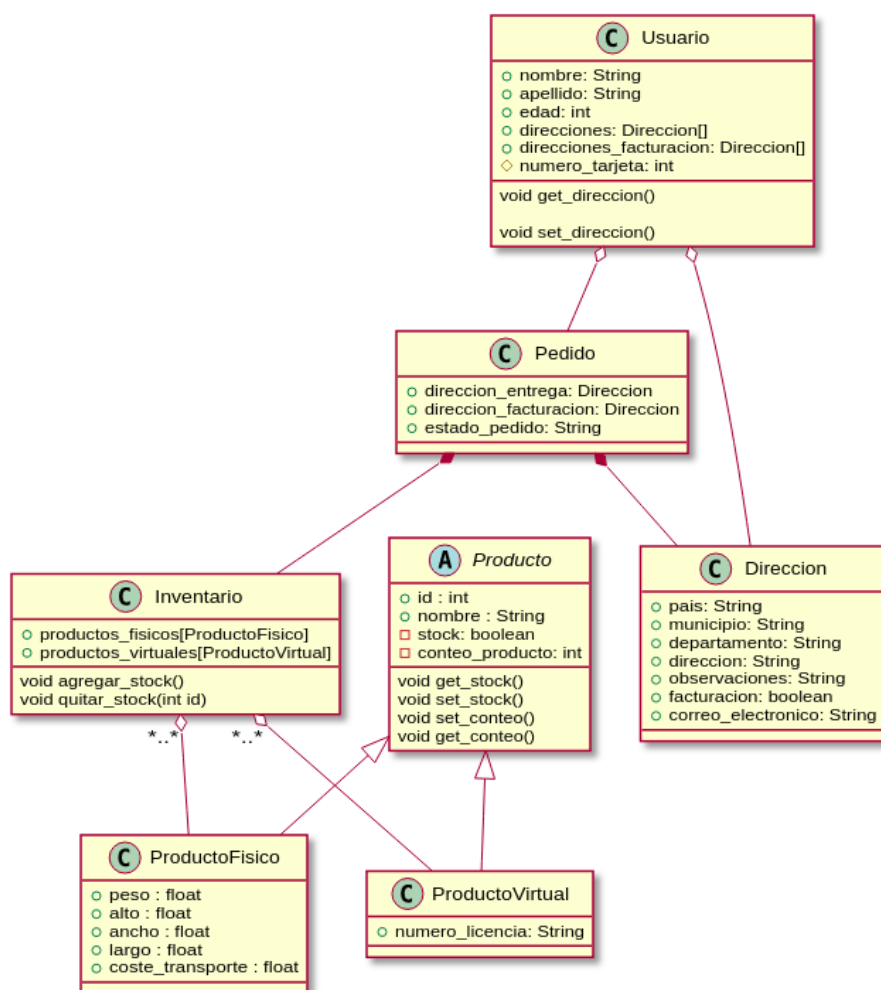 C Usuario
nombre: String
apellido: String
edad: int
direcciones: Direccion[]
direcciones_facturacion: Direccion[]
numero_tarjeta: int
void get_direccion()
void set_direccion()
C Pedido
direccion_entrega: Direccion
direccion_facturacion: Direccion
estado_pedido: String
C Inventario
productos_fisicos[ProductoFisico]
productos_virtuales[ProductoVirtual]
void agregar_stock()
void quitar_stock(int id)
A Producto
id : int
nombre : String
stock: boolean
conteo_producto: int
void get_stock()
void set_stock()
void set_conteo()
void get_conteo()
C Direccion
pais: String
municipio: String
departamento: String
direccion: String
observaciones: String
facturacion: boolean
correo_electronico: String
*..*
*..*
C ProductoFisico
peso : float
alto : float
ancho : float
largo : float
coste_transporte : float
C ProductoVirtual
numero_licencia: String